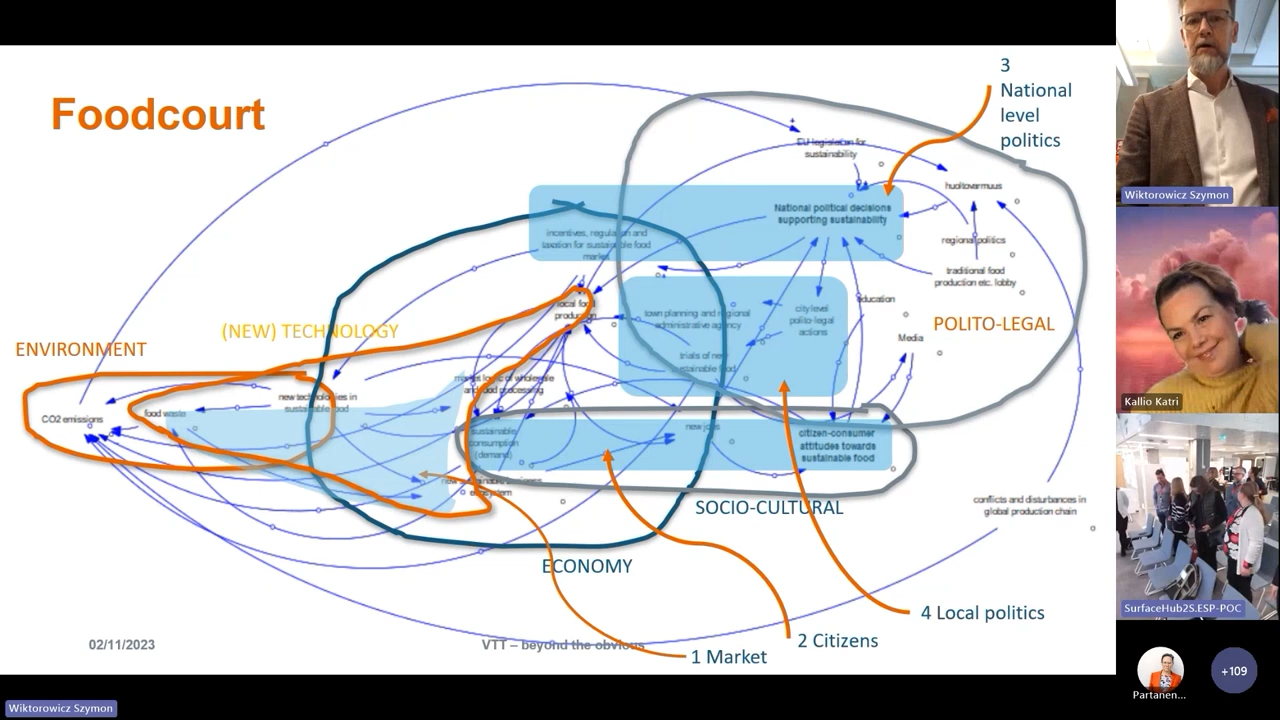 Foodcourt
3
National
level
politics
EU legislation for
sustainability
huoltovarmuus
National political decisions
supporting sustainability
incentives, regulation and
taxation for sustainable food
market
regional politics
traditional food
production etc. lobby
education
local food
production
town planning and regional
administrative agency
city level
polito-legal
actions
POLITO-LEGAL
(NEW) TECHNOLOGY
Media
ENVIRONMENT
trials of new
sustainable food
market logic of wholesale
and food processing
new technologies in
sustainable food
CO2 emissions
food waste
sustainable
consumption
(demand)
new jobs
citizen-consumer
attitudes towards
sustainable food
new sustainable business
ecosystem
conflicts and disturbances in
global production chain
SOCIO-CULTURAL
ECONOMY
4 Local politics
2 Citizens
1 Market
02/11/2023
VTT – beyond the obvious
Wiktorowicz Szymon
Wiktorowicz Szymon
Kallio Katri
SurfaceHub2S.ESP-POC
Partanen...
+109